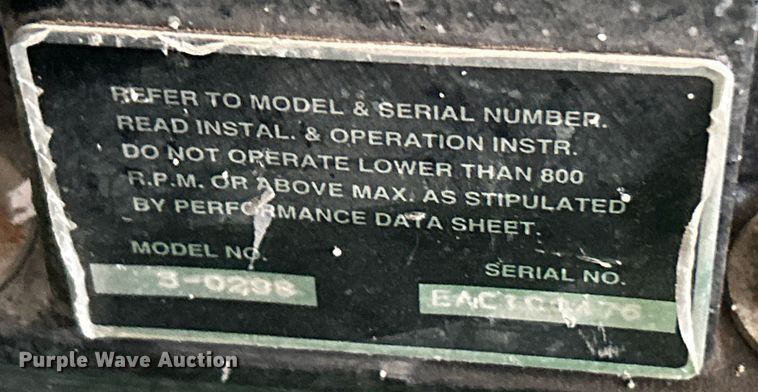 REFER TO MODEL & SERIAL NUMBER.
READ INSTAL. & OPERATION INSTR.
DO NOT OPERATE LOWER THAN 800
R.P.M. OR ABOVE MAX. AS STIPULATED
BY PERFORMANCE DATA SHEET.
MODEL NO.
SERIAL NO.
Purple Wave Auction